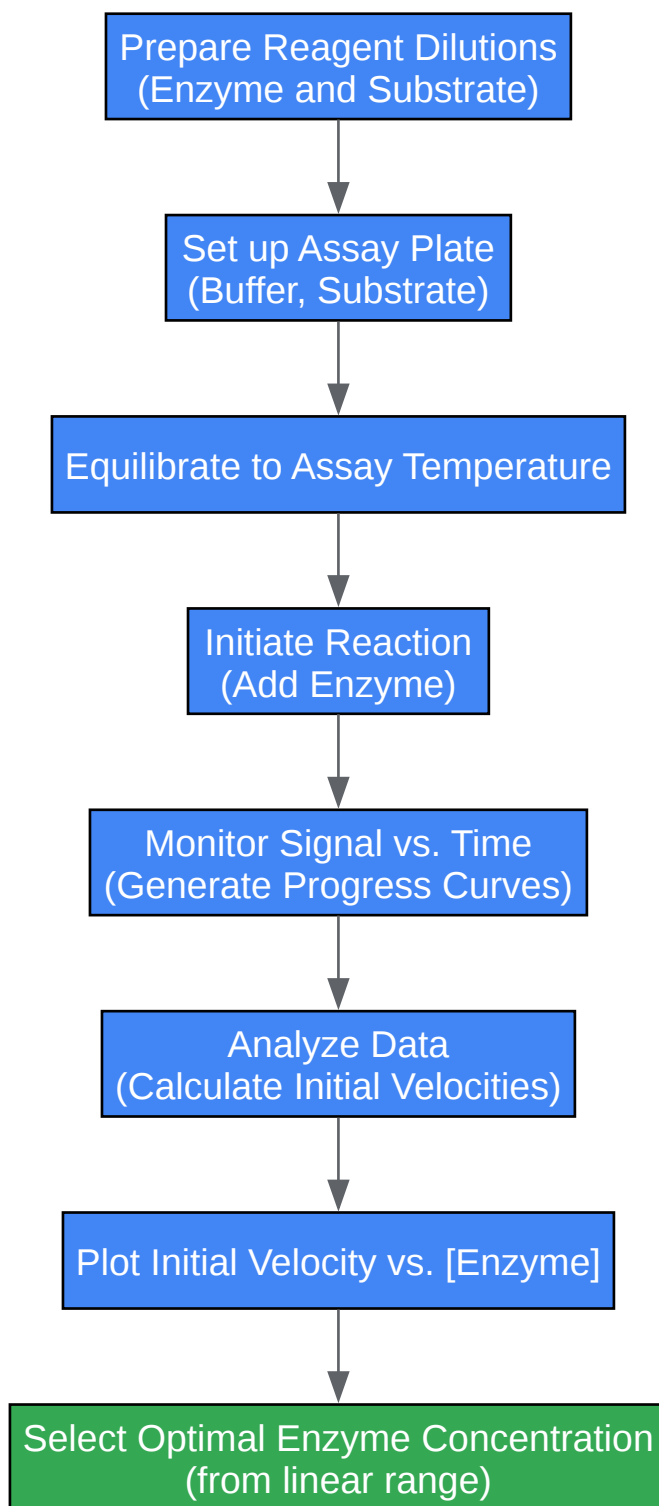 Prepare Reagent Dilutions
(Enzyme and Substrate)
Set up Assay Plate
(Buffer, Substrate)
Equilibrate to Assay Temperature
Initiate Reaction
(Add Enzyme)
Monitor Signal vs. Time
(Generate Progress Curves)
Analyze Data
(Calculate Initial Velocities)
Plot Initial Velocity vs. [Enzyme]
Select Optimal Enzyme Concentration
(from linear range)